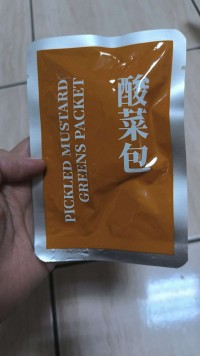 酸菜包
PICKLED MUSTARD
GREENS PACKET